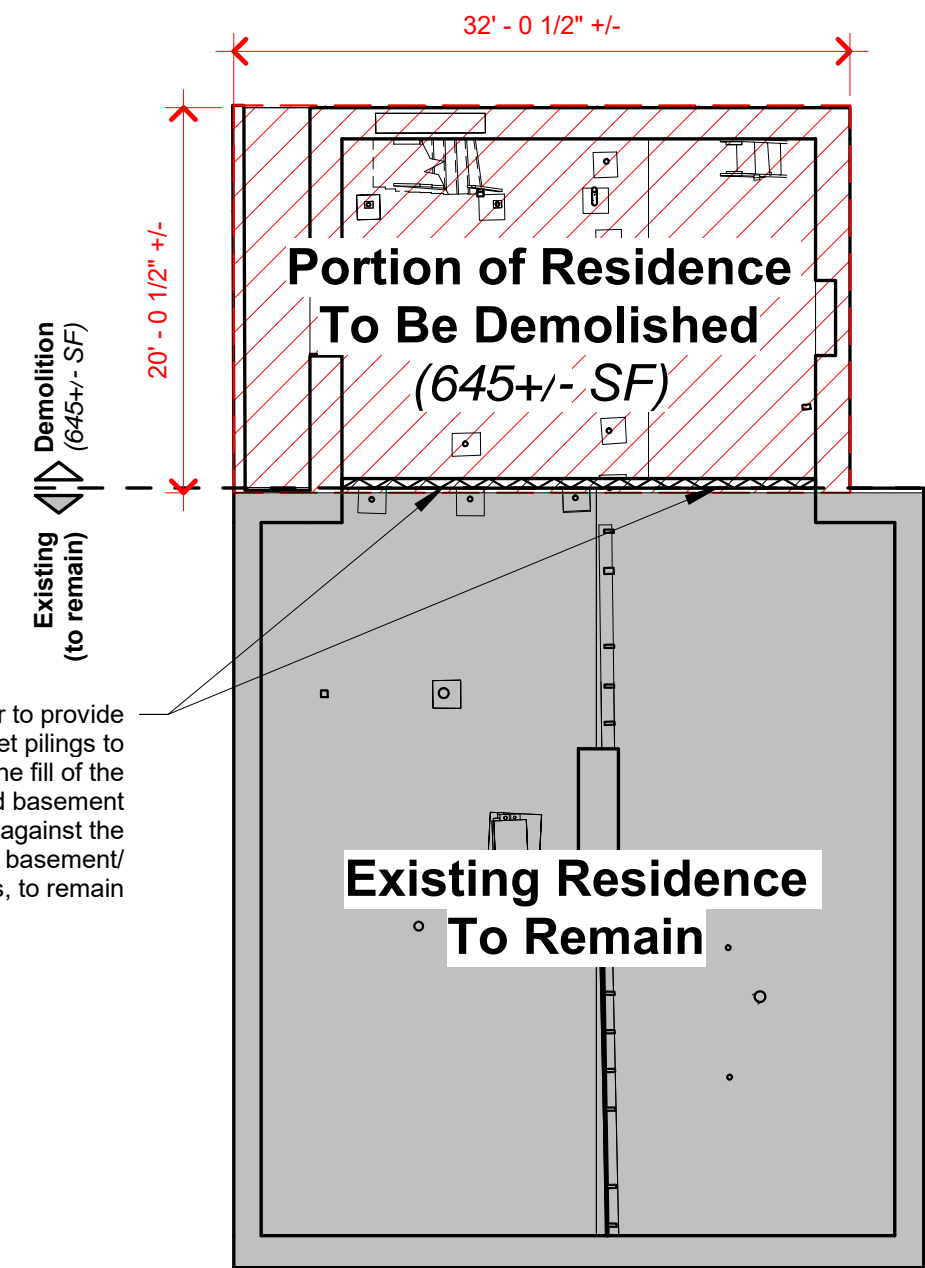 32' - 0 1/2" +/-
20' - 0 1/2" +/-
Portion of Residence
To Be Demolished
(645+/- SF)
Demolition
(645+/- SF)
Existing
(to remain)
to provide
pilings to
fill of the
basement
against the
basement/
to remain
Existing Residence
To Remain